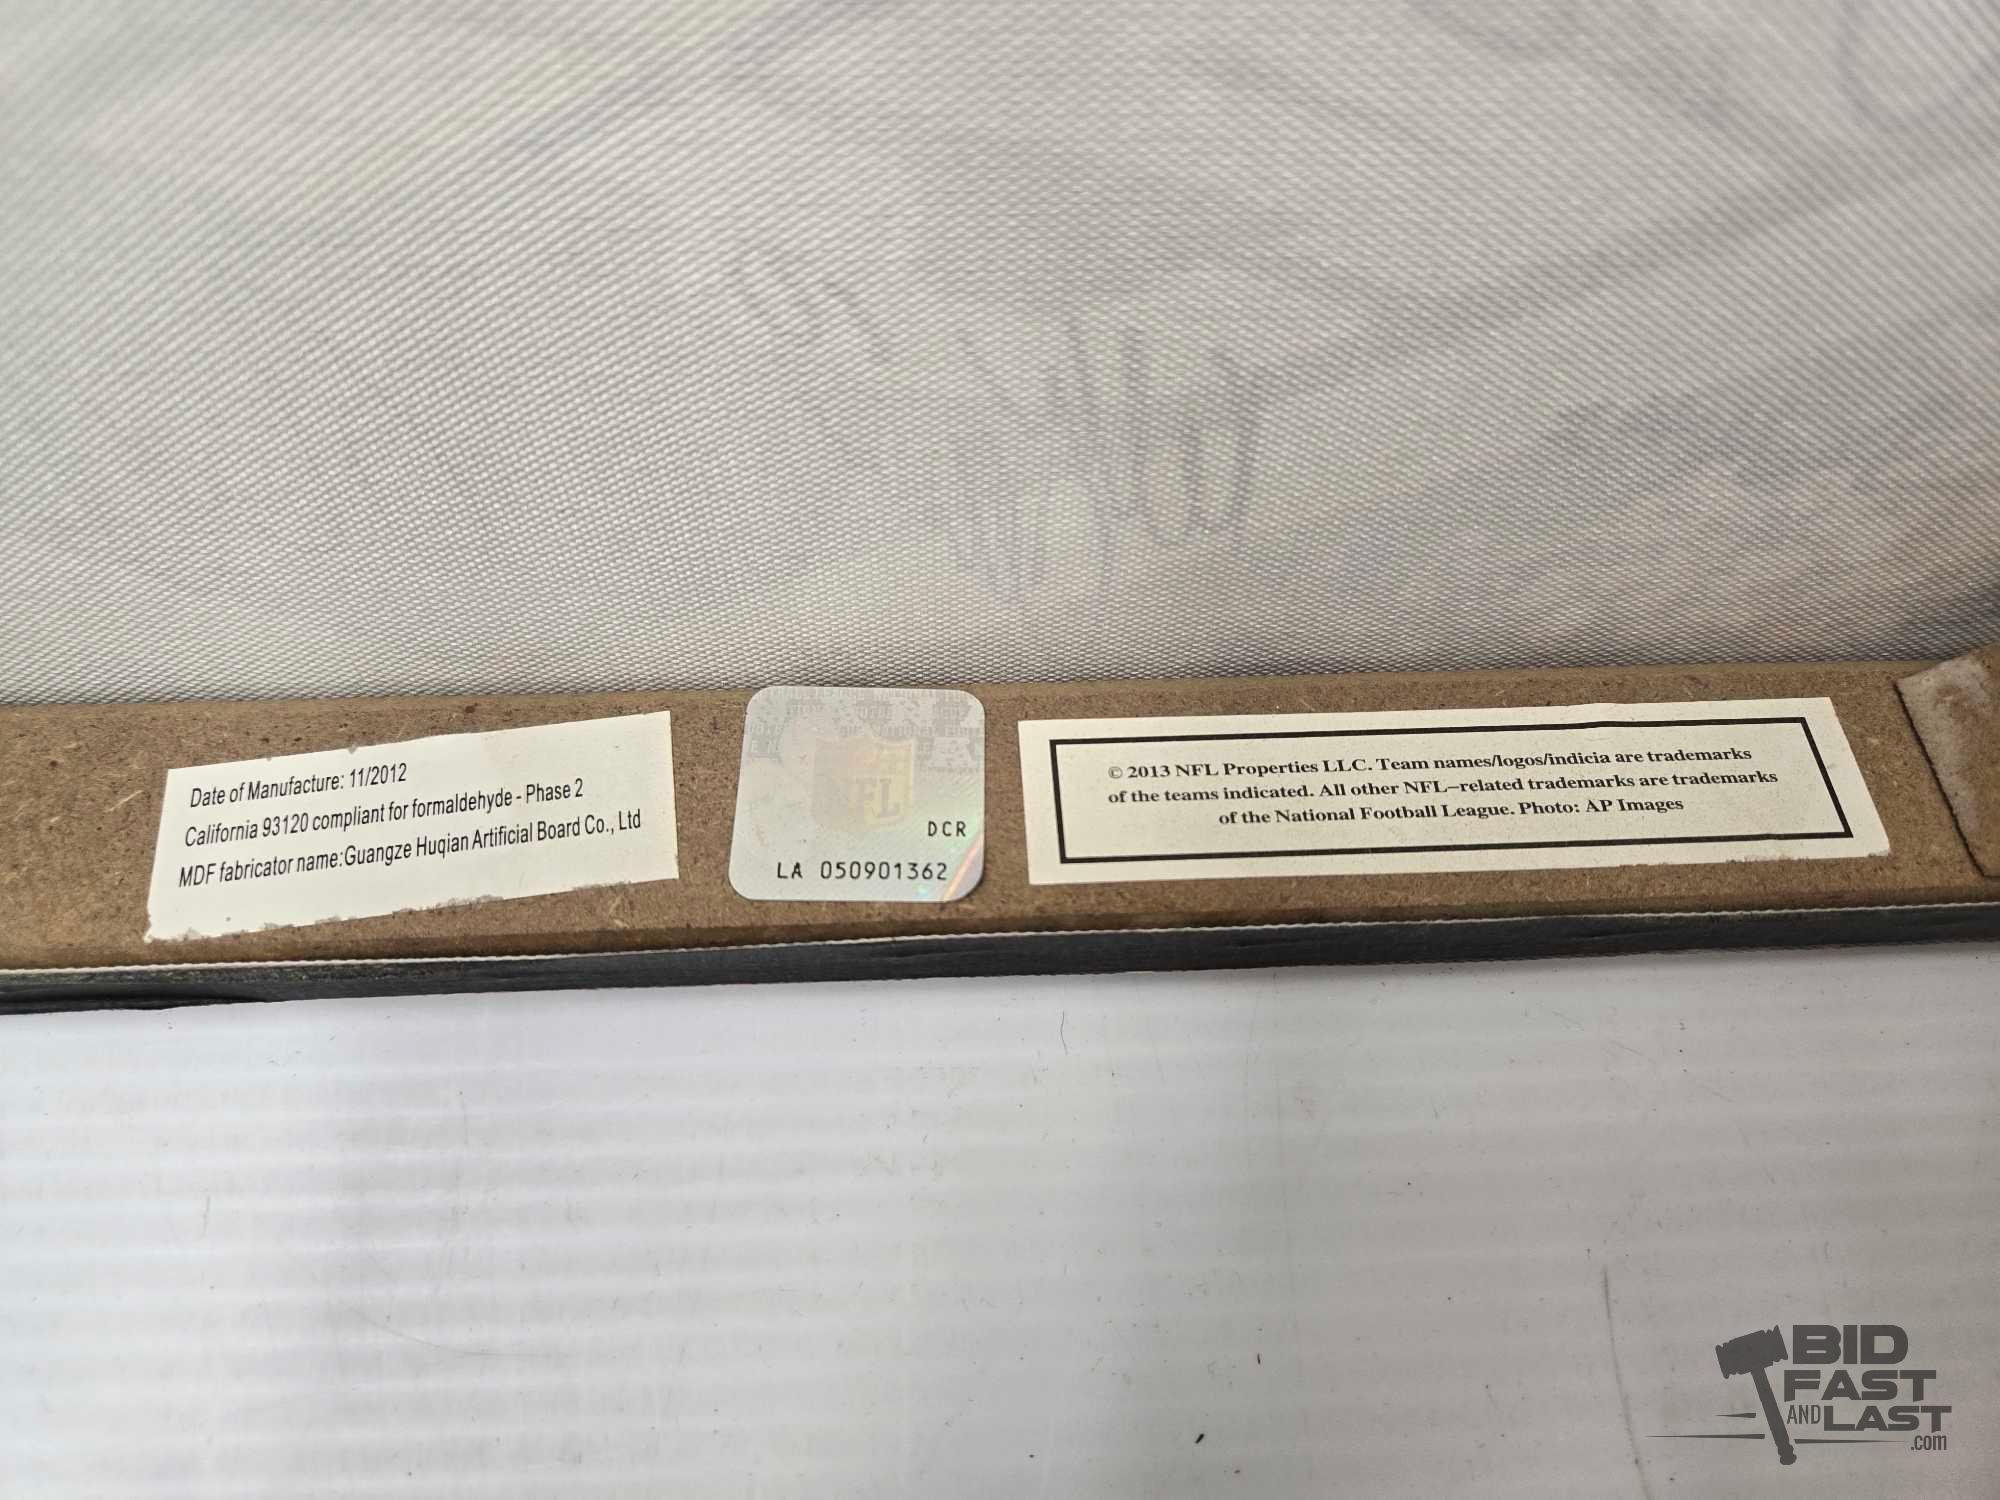 Date of Manufacture: 11/2012
California 93120 compliant for formaldehyde - Phase 2
MDF fabricator name:Guangze Huqian Artificial Board Co., Ltd
NFL
DCR
LA 050901362
© 2013 NFL Properties LLC. Team names/logos/indicia are trademarks
of the teams indicated. All other NFL–related trademarks are trademarks
of the National Football League. Photo: AP Images
BID
FAST
AND LAST
.com